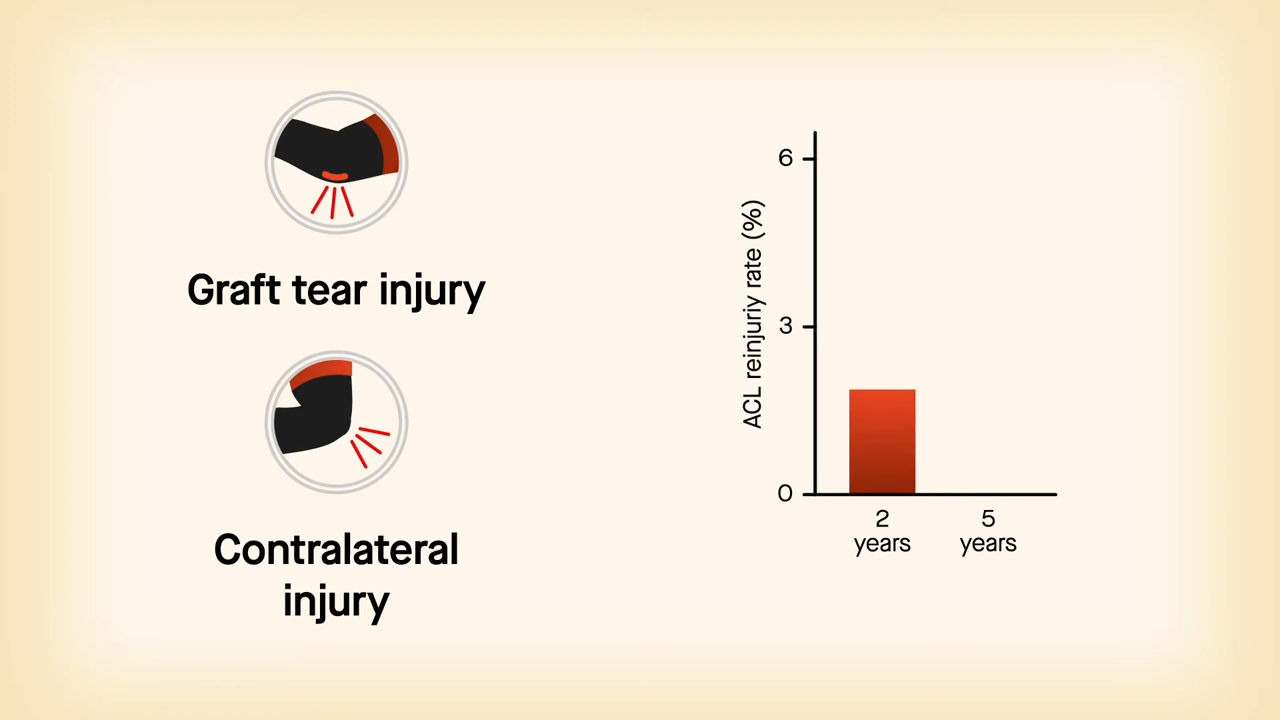 Graft tear injury
Contralateral
injury
ACL reinjuriy rate (%)
6
3
0
2
years
5
years